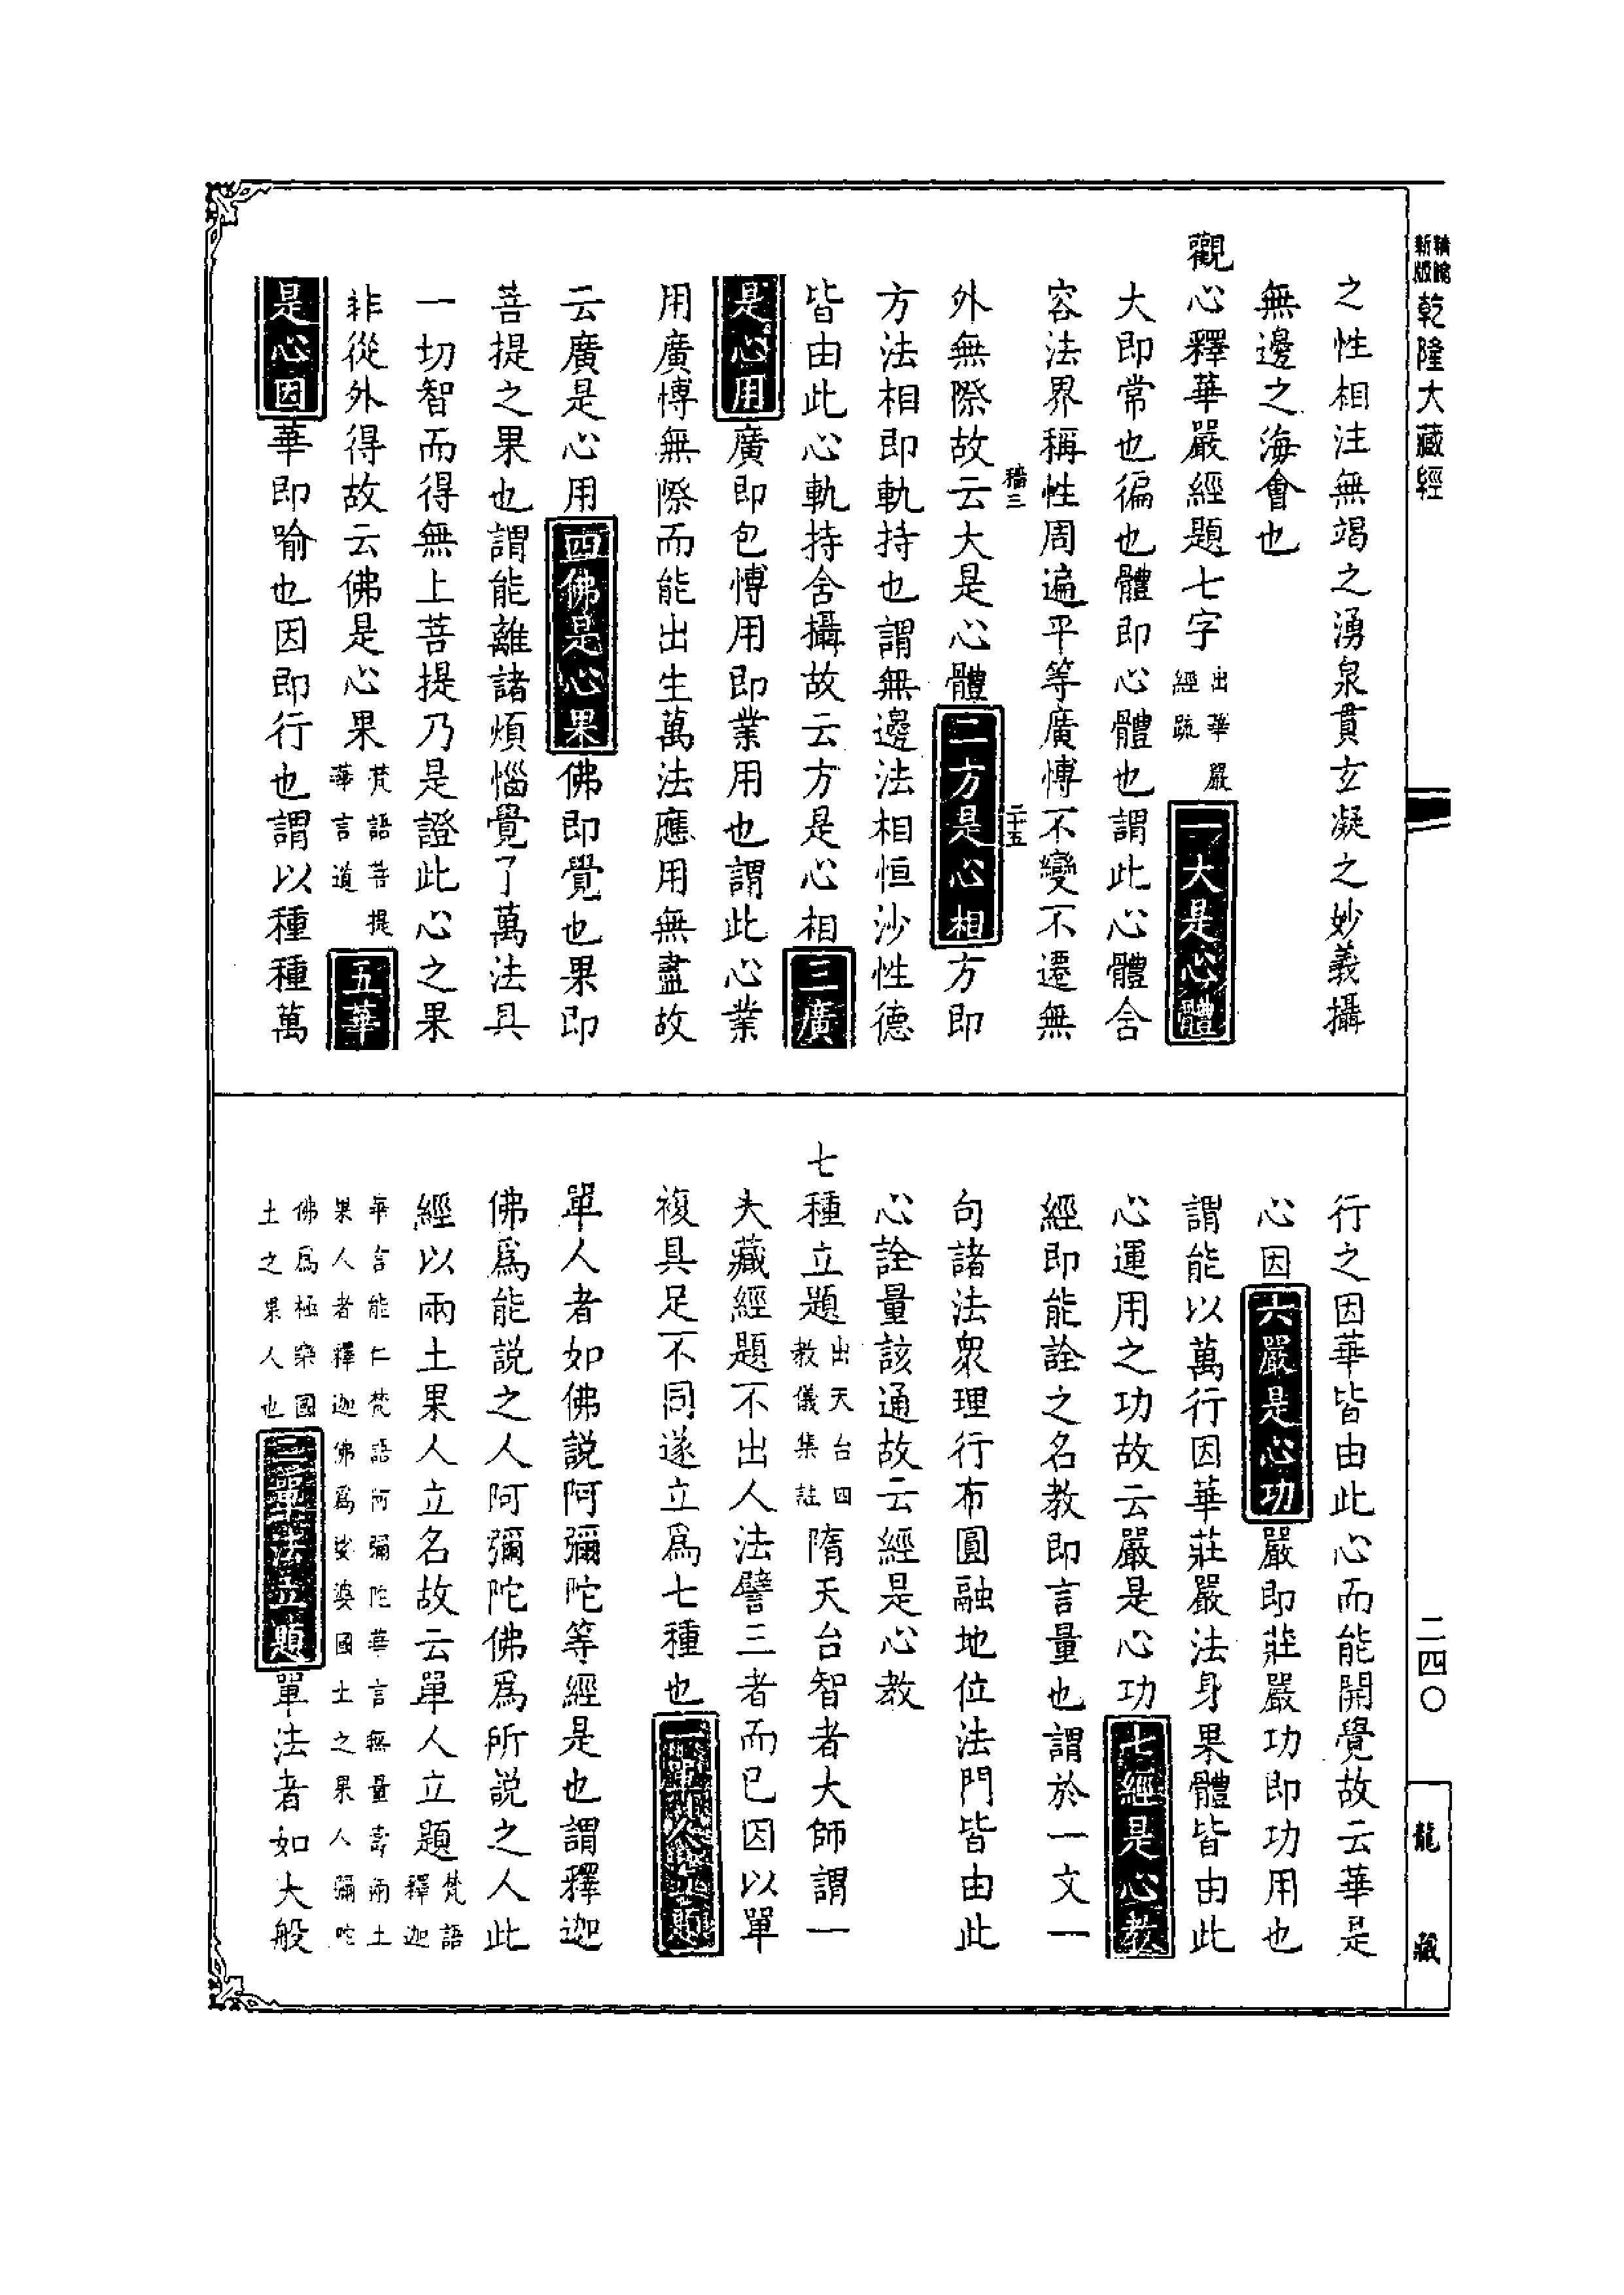 乾隆大藏經
二四〇
龍藏
之性相注無竭之湧泉貫玄凝之妙義攝
無邊之海會也
觀心釋華嚴經題七字出華嚴經疏一大是心體
大即常也徧也體即心體也謂此心體含
容法界稱性周遍平等廣博不變不遷無
外無際故云大是心體二方是心相方即
方法相即軌持也謂無邊法相恒沙性德
皆由此心軌持含攝故云方是心相三廣
是心用廣即包愽用即業用也謂此心業
用廣博無際而能出生萬法應用無盡故
云廣是心用四佛是心果佛即覺也果即
菩提之果也謂能離諸煩惱覺了萬法具
一切智而得無上菩提乃是證此心之果
非從外得故云佛是心果梵語菩提華言道五華
是心因華即喻也因即行也謂以種種萬
行之因華皆由此心而能開覺故云華是
心因六嚴是心功嚴即莊嚴功即功用也
謂能以萬行因華莊嚴法身果體皆由此
心運用之功故云嚴是心功七經是心教
經即能詮之名教即言量也謂於一文一
句諸法眾理行布圓融地位法門皆由此
心詮量該通故云經是心教
七種立題出天台四教儀集註隋天台智者大師謂一
大藏經題不出人法譬三者而已因以單
複具足不同遂立爲七種也一單人立題
單人者如佛說阿彌陀等經是也謂釋迦
佛爲能說之人阿彌陀佛爲所說之人此
經以兩土果人立名故云單人立題梵語釋迦
華言能仁梵語阿彌陀華言無量壽兩土
果人者釋迦佛爲娑婆國土之果人彌陀
佛爲極樂國
土之果人也二單法立題單法者如大般